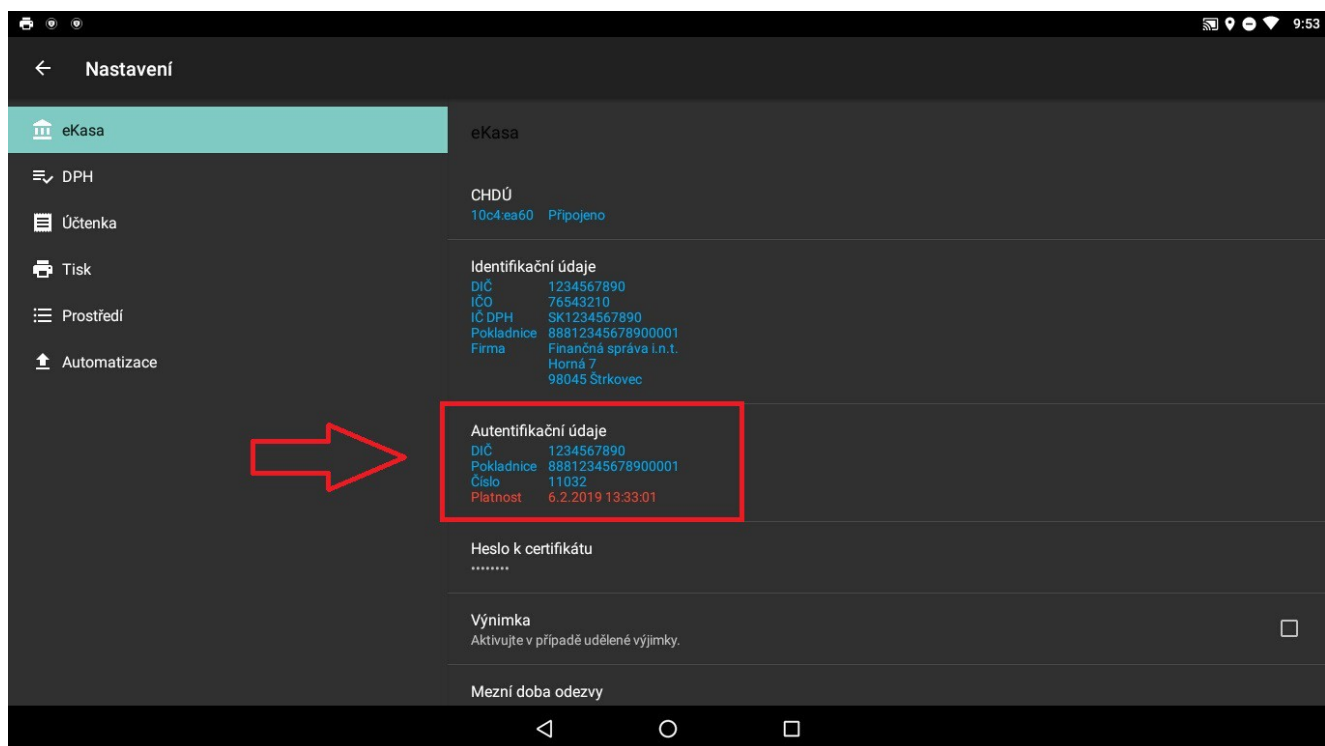 9:53
Nastavení
eKasa
DPH
Účtenka
Tisk
Prostředí
Automatizace
eKasa
CHDÚ
10c4:ea60 Připojeno
Identifikační údaje
DIČ 1234567890
IČO 76543210
IČ DPH SK1234567890
Pokladnice 88812345678900001
Firma Finančná správa i.n.t.
Horná 7
98045 Štrkovec
Autentifikační údaje
DIČ 1234567890
Pokladnice 88812345678900001
Číslo 11032
Platnost 6.2.2019 13:33:01
Heslo k certifikátu
••••••••
Výnimka
Aktivujte v případě udělené výjimky.
Mezní doba odezvy